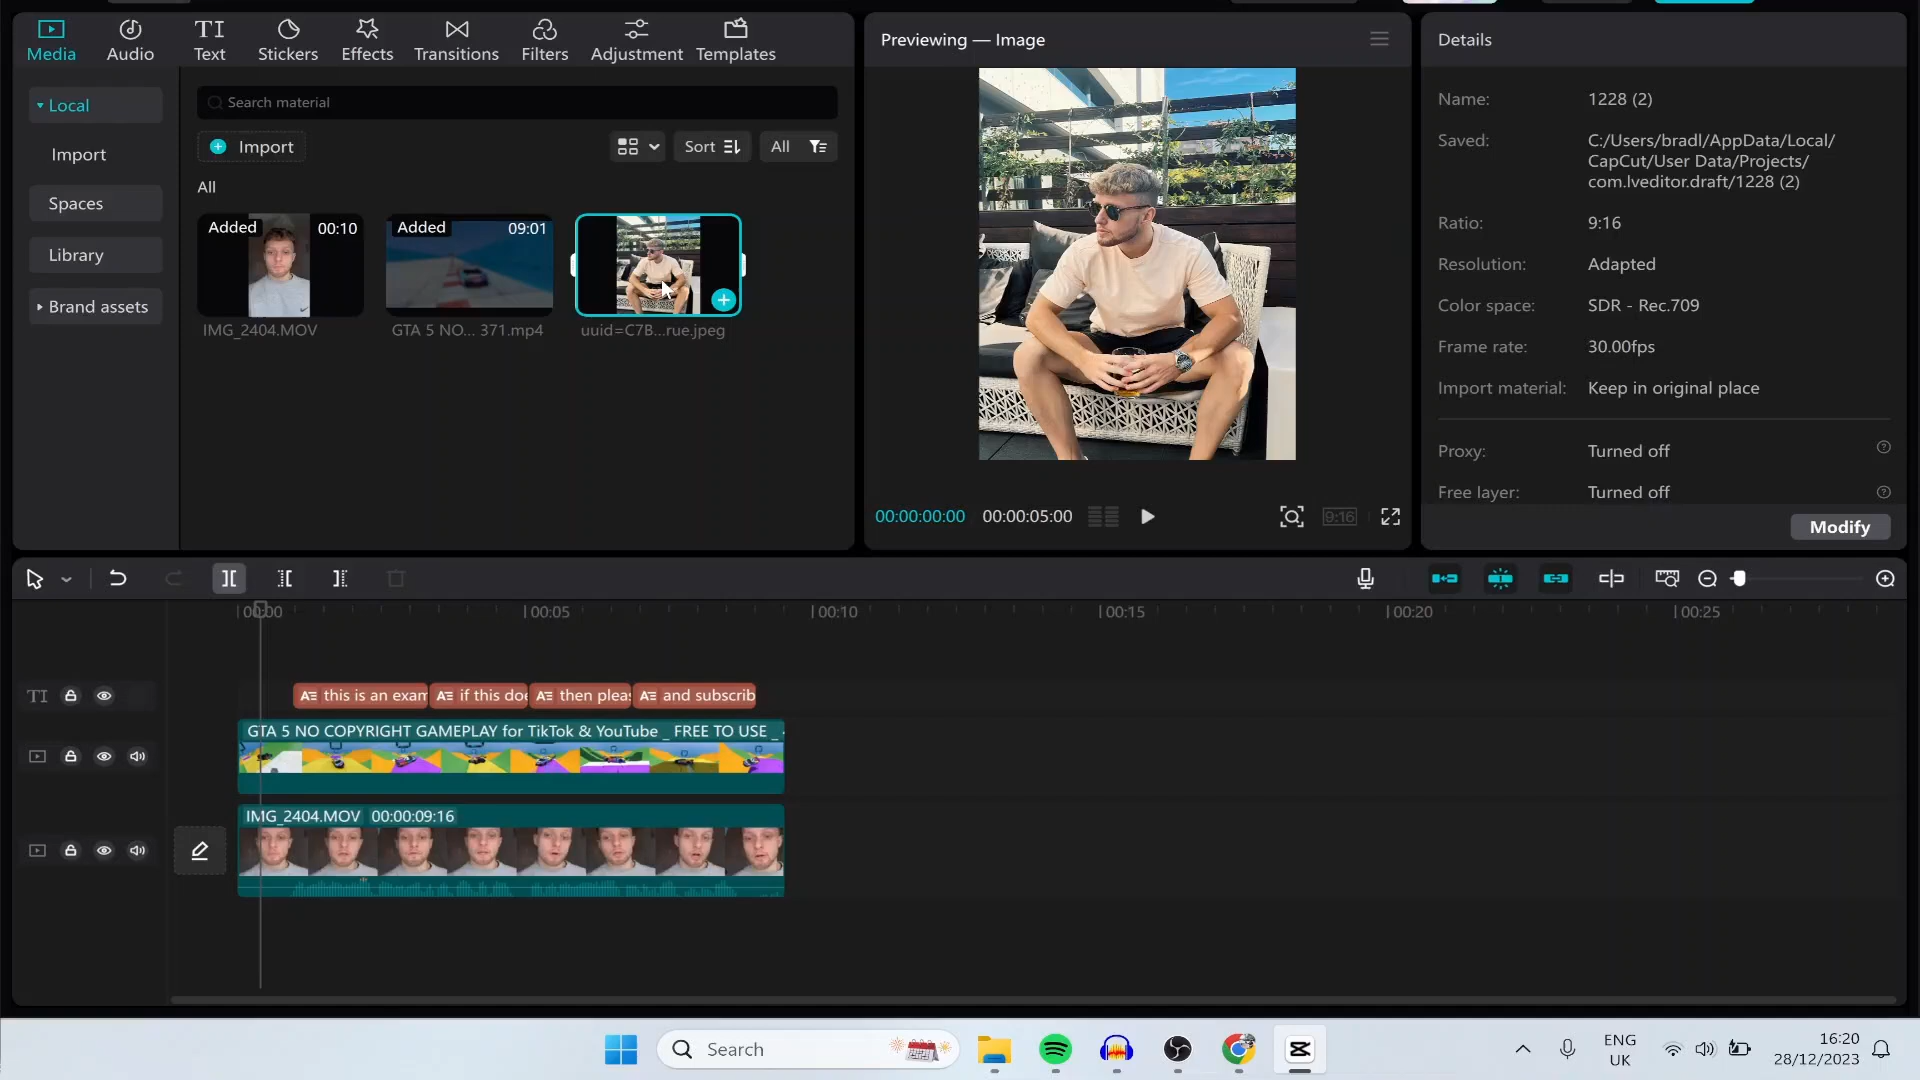 Media
Audio
TI
Text
Stickers
Effects
Transitions
Filters
Adjustment
Templates
Local
Import
Spaces
Library
Brand assets
Search material
Import
Sort
All
All
Added 00:10
IMG_2404.MOV
Added 09:01
GTA 5 NO... 371.mp4
uuid=C7B...rue.jpeg
Previewing — Image
00:00:00:00 00:00:05:00
9:16
Details
Name: 1228 (2)
Saved: C:/Users/bradl/AppData/Local/
CapCut/User Data/Projects/
com.lveditor.draft/1228 (2)
Ratio: 9:16
Resolution: Adapted
Color space: SDR - Rec.709
Frame rate: 30.00fps
Import material: Keep in original place
Proxy: Turned off
Free layer: Turned off
Modify
00:00 00:05 00:10 00:15 00:20 00:25
TI
this is an exam
if this doe
then pleas
and subscrib
GTA 5 NO COPYRIGHT GAMEPLAY for TikTok & YouTube _ FREE TO USE _
IMG_2404.MOV 00:00:09:16
Search
ENG
UK
16:20
28/12/2023